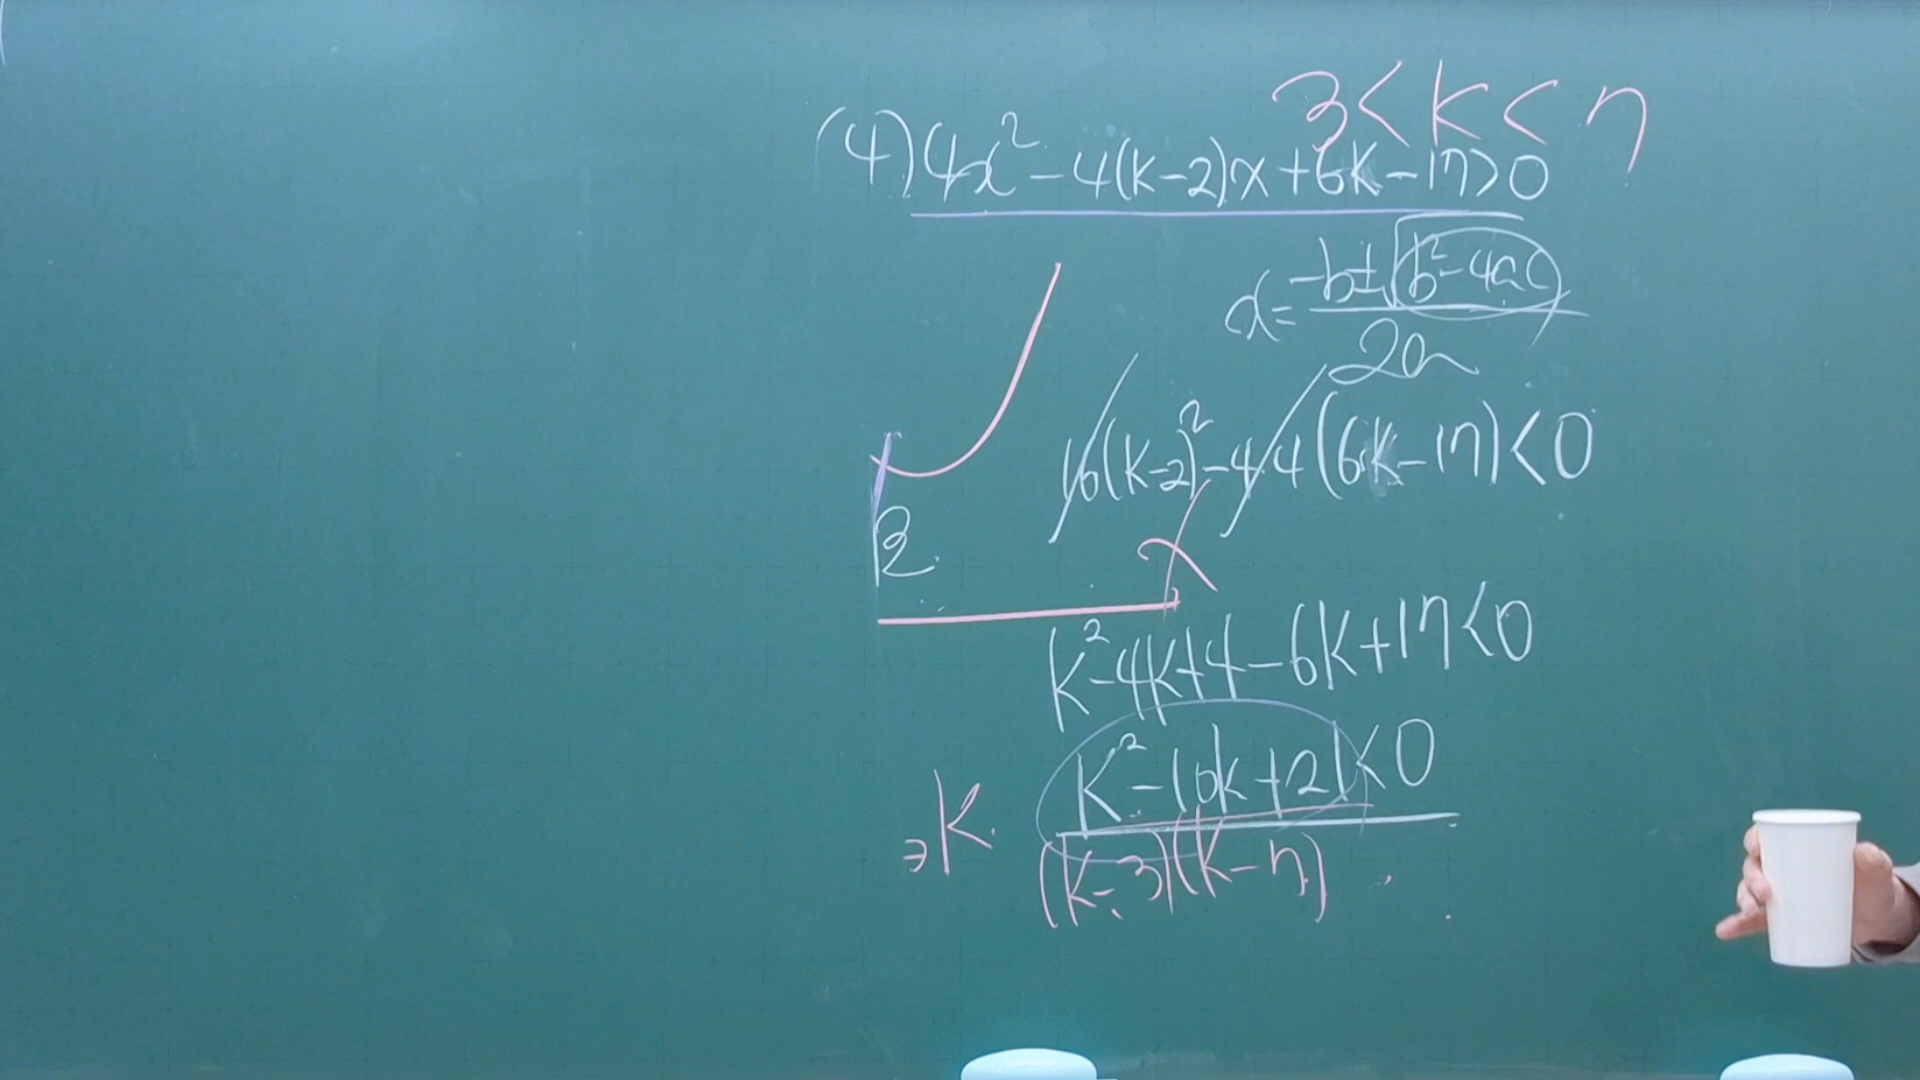 3<k<7
(4) 4x²-4(k-2)x+6k-17>0
x=\frac{-b±√(b²-4ac)}{2a}
16(k-2)²-4·4(6k-17)<0
2
x
k²-4k+4-6k+17<0
k²-10k+21<0
k
(k-3)(k-7)